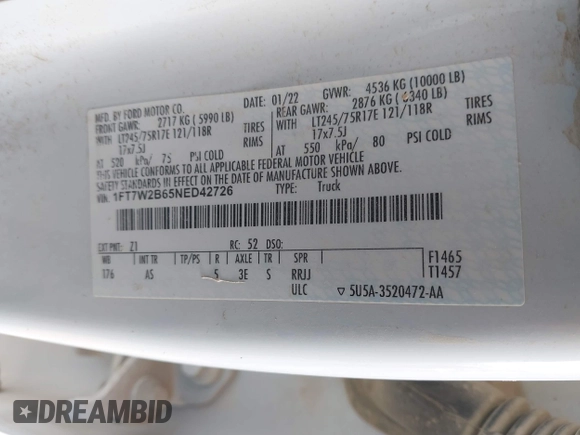 MFD. BY FORD MOTOR CO. 01/22 GVWR: 4536 KG (10000 LB)
FRONT GAWR: 2717 KG ( 5990 LB) REAR GAWR: 2876 KG ( 6340 LB)
WITH LT245/75R17E 121/118R TIRES WITH LT245/75R17E 121/118R TIRES
17x7.5J RIMS 17x7.5J RIMS
AT 520 kPa/ 75 PSI COLD AT 550 kPa/ 80 PSI COLD
THIS VEHICLE CONFORMS TO ALL APPLICABLE FEDERAL MOTOR VEHICLE
SAFETY STANDARDS IN EFFECT ON THE DATE OF MANUFACTURE SHOWN ABOVE.
VIN: 1FT7W2B65NED42726 TYPE: Truck
EXT PNT: Z1 RC: 52 DSO:
WB INT TR TP/PS R AXLE TR SPR F1465
176 AS 5 3E S RRJJ T1457
ULC ▽ 5U5A-3520472-AA
DREAMBID